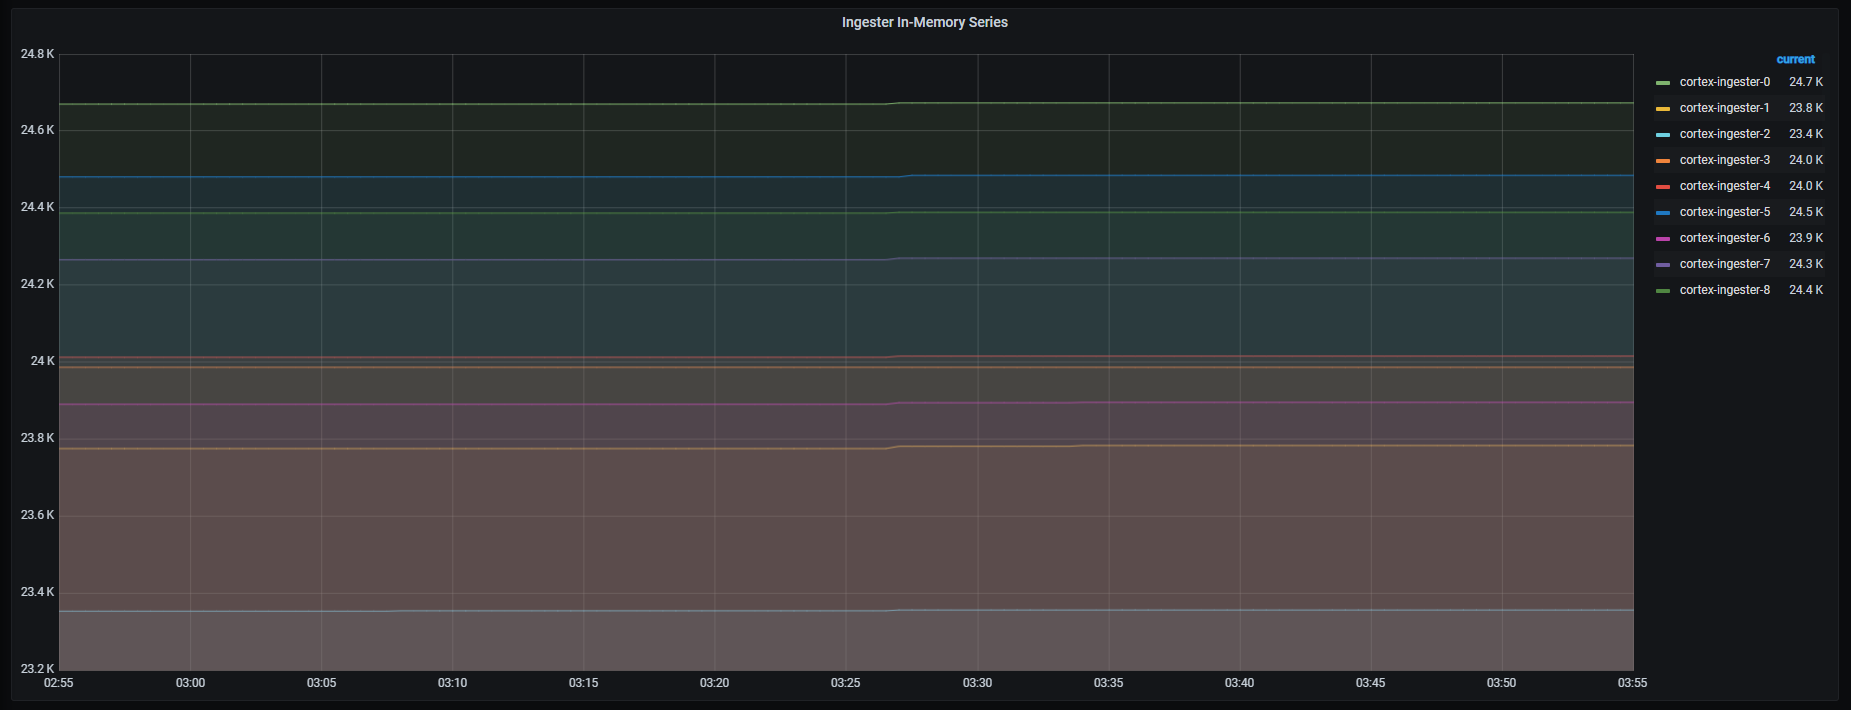 Ingester In-Memory Series
24.8 K
24.6 K
24.4 K
24.2 K
24 K
23.8 K
23.6 K
23.4 K
23.2 K
02:55 03:00 03:05 03:10 03:15 03:20 03:25 03:30 03:35 03:40 03:45 03:50 03:55
current
cortex-ingester-0 24.7 K
cortex-ingester-1 23.8 K
cortex-ingester-2 23.4 K
cortex-ingester-3 24.0 K
cortex-ingester-4 24.0 K
cortex-ingester-5 24.5 K
cortex-ingester-6 23.9 K
cortex-ingester-7 24.3 K
cortex-ingester-8 24.4 K